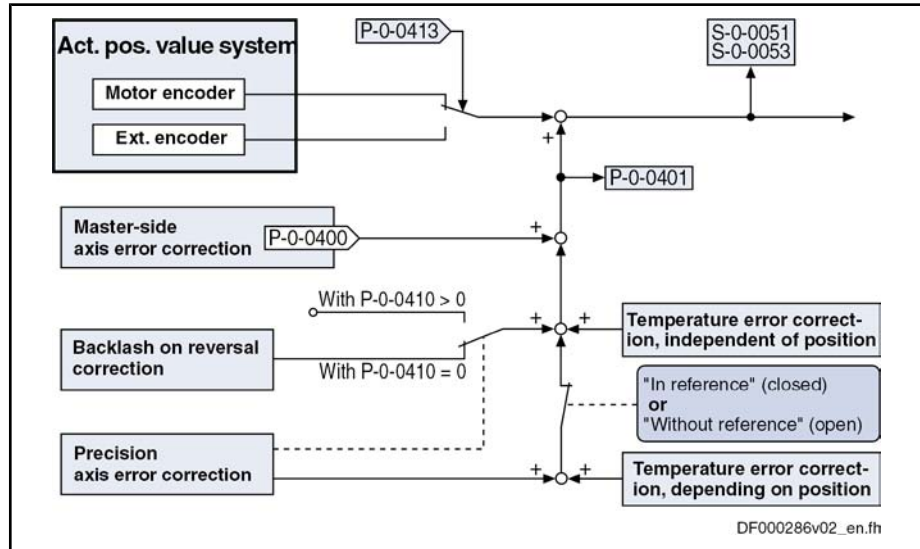 Act. pos. value system
Motor encoder
Ext. encoder
P-0-0413
S-0-0051
S-0-0053
+
P-0-0401
Master-side
axis error correction
P-0-0400
+
With P-0-0410 > 0
Backlash on reversal
correction
With P-0-0410 = 0
+
+
Temperature error correct-
ion, independent of position
"In reference" (closed)
or
"Without reference" (open)
Precision
axis error correction
+
+
Temperature error correct-
ion, depending on position
DF000286v02_en.fh